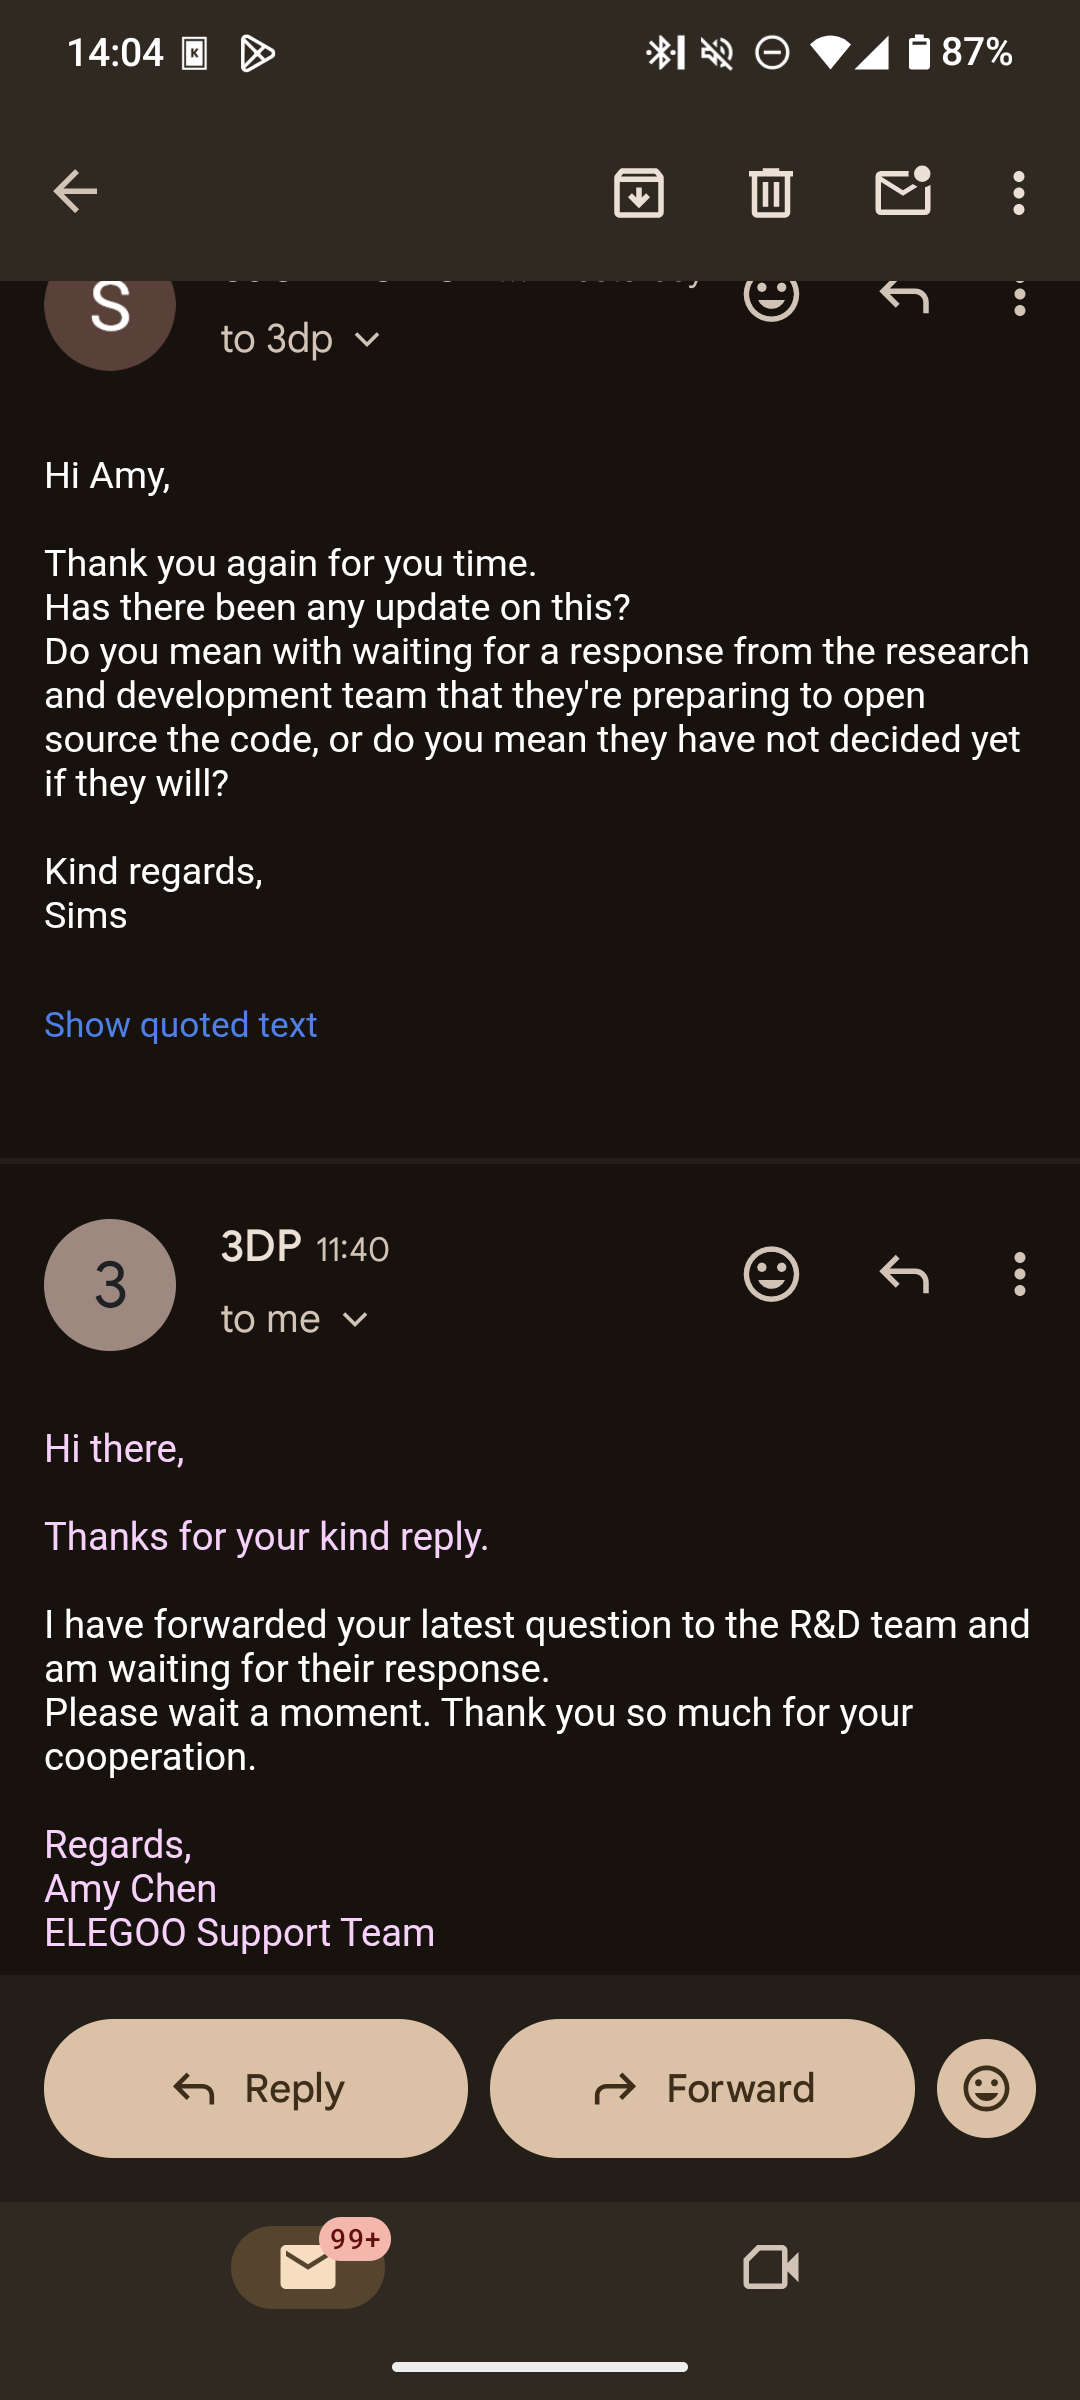 14:04 K 87%
S
to 3dp
Hi Amy,
Thank you again for you time.
Has there been any update on this?
Do you mean with waiting for a response from the research
and development team that they're preparing to open
source the code, or do you mean they have not decided yet
if they will?
Kind regards,
Sims
Show quoted text
3
3DP 11:40
to me
Hi there,
Thanks for your kind reply.
I have forwarded your latest question to the R&D team and
am waiting for their response.
Please wait a moment. Thank you so much for your
cooperation.
Regards,
Amy Chen
ELEGOO Support Team
Reply
Forward
99+